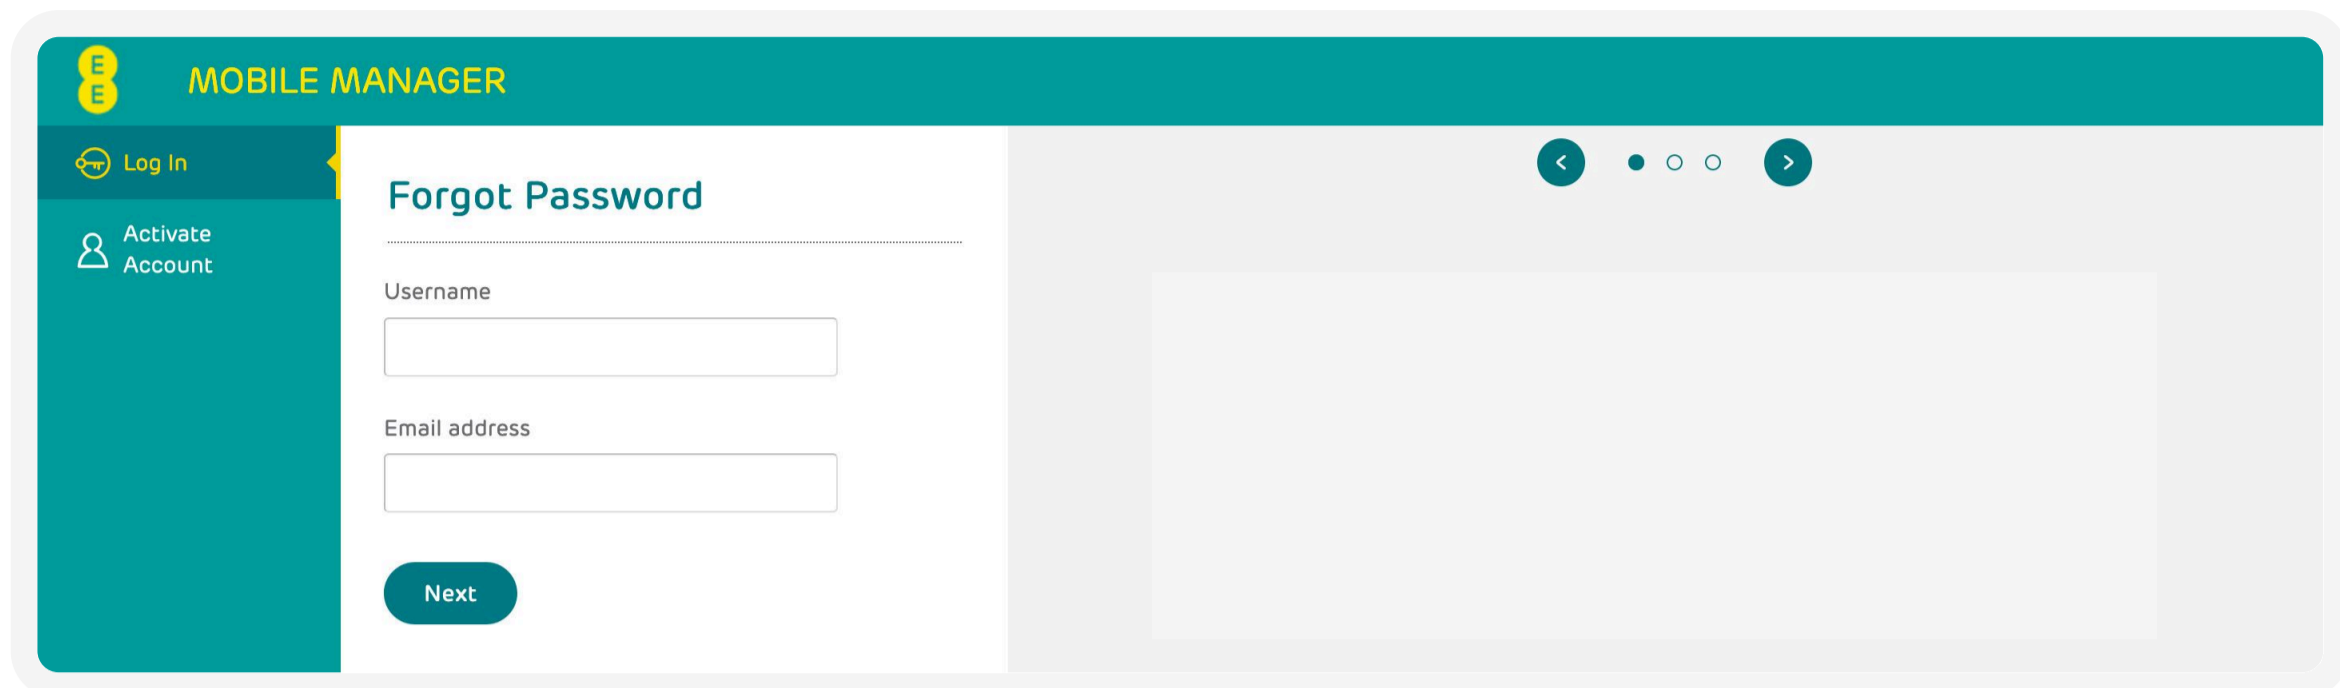 E
E
MOBILE MANAGER
Log In
Activate
Account
Forgot Password
Username
Email address
Next